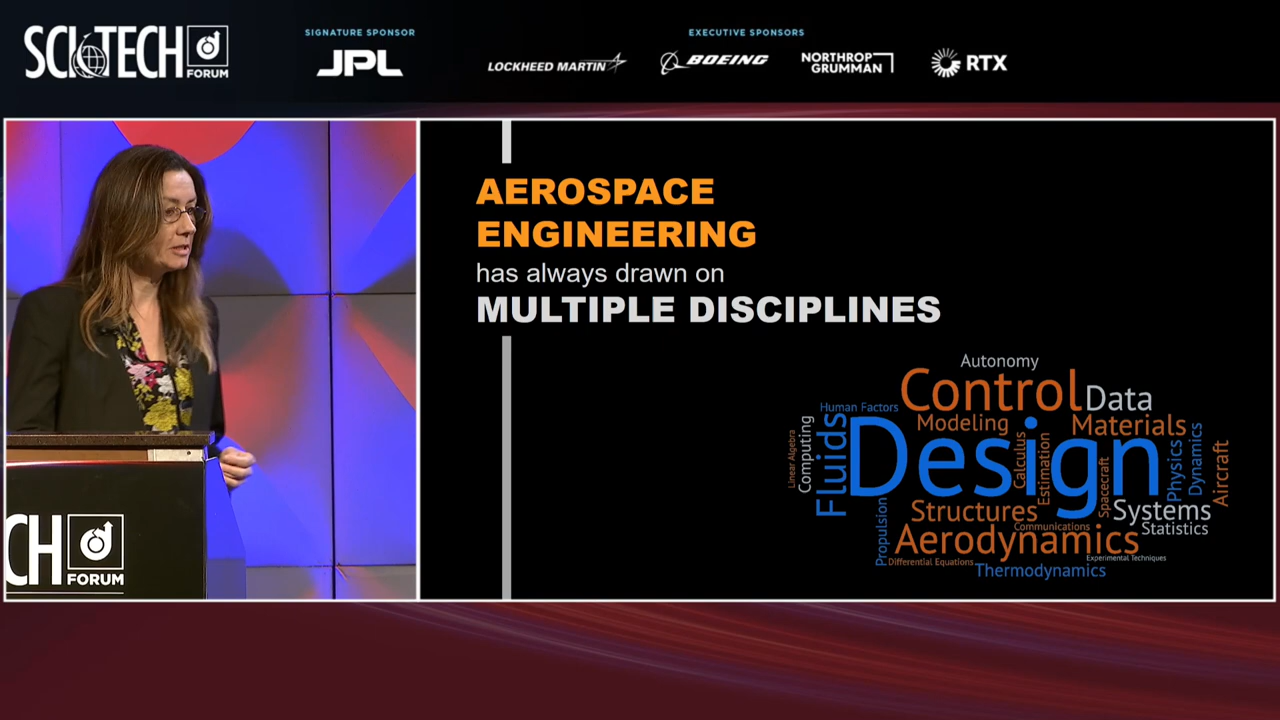 SCITECH
FORUM
SIGNATURE SPONSOR
JPL
EXECUTIVE SPONSORS
LOCKHEED MARTIN
BOEING
NORTHROP
GRUMMAN
RTX
CH
FORUM
AEROSPACE
ENGINEERING
has always drawn on
MULTIPLE DISCIPLINES
Autonomy
Control
Data
Human Factors
Modeling
Materials
Linear Algebra
Computing
Fluids
Design
Calculus
Estimation
Spacecraft
Physics
Dynamics
Aircraft
Structures
Systems
Communications
Statistics
Propulsion
Aerodynamics
Experimental Techniques
Differential Equations
Thermodynamics